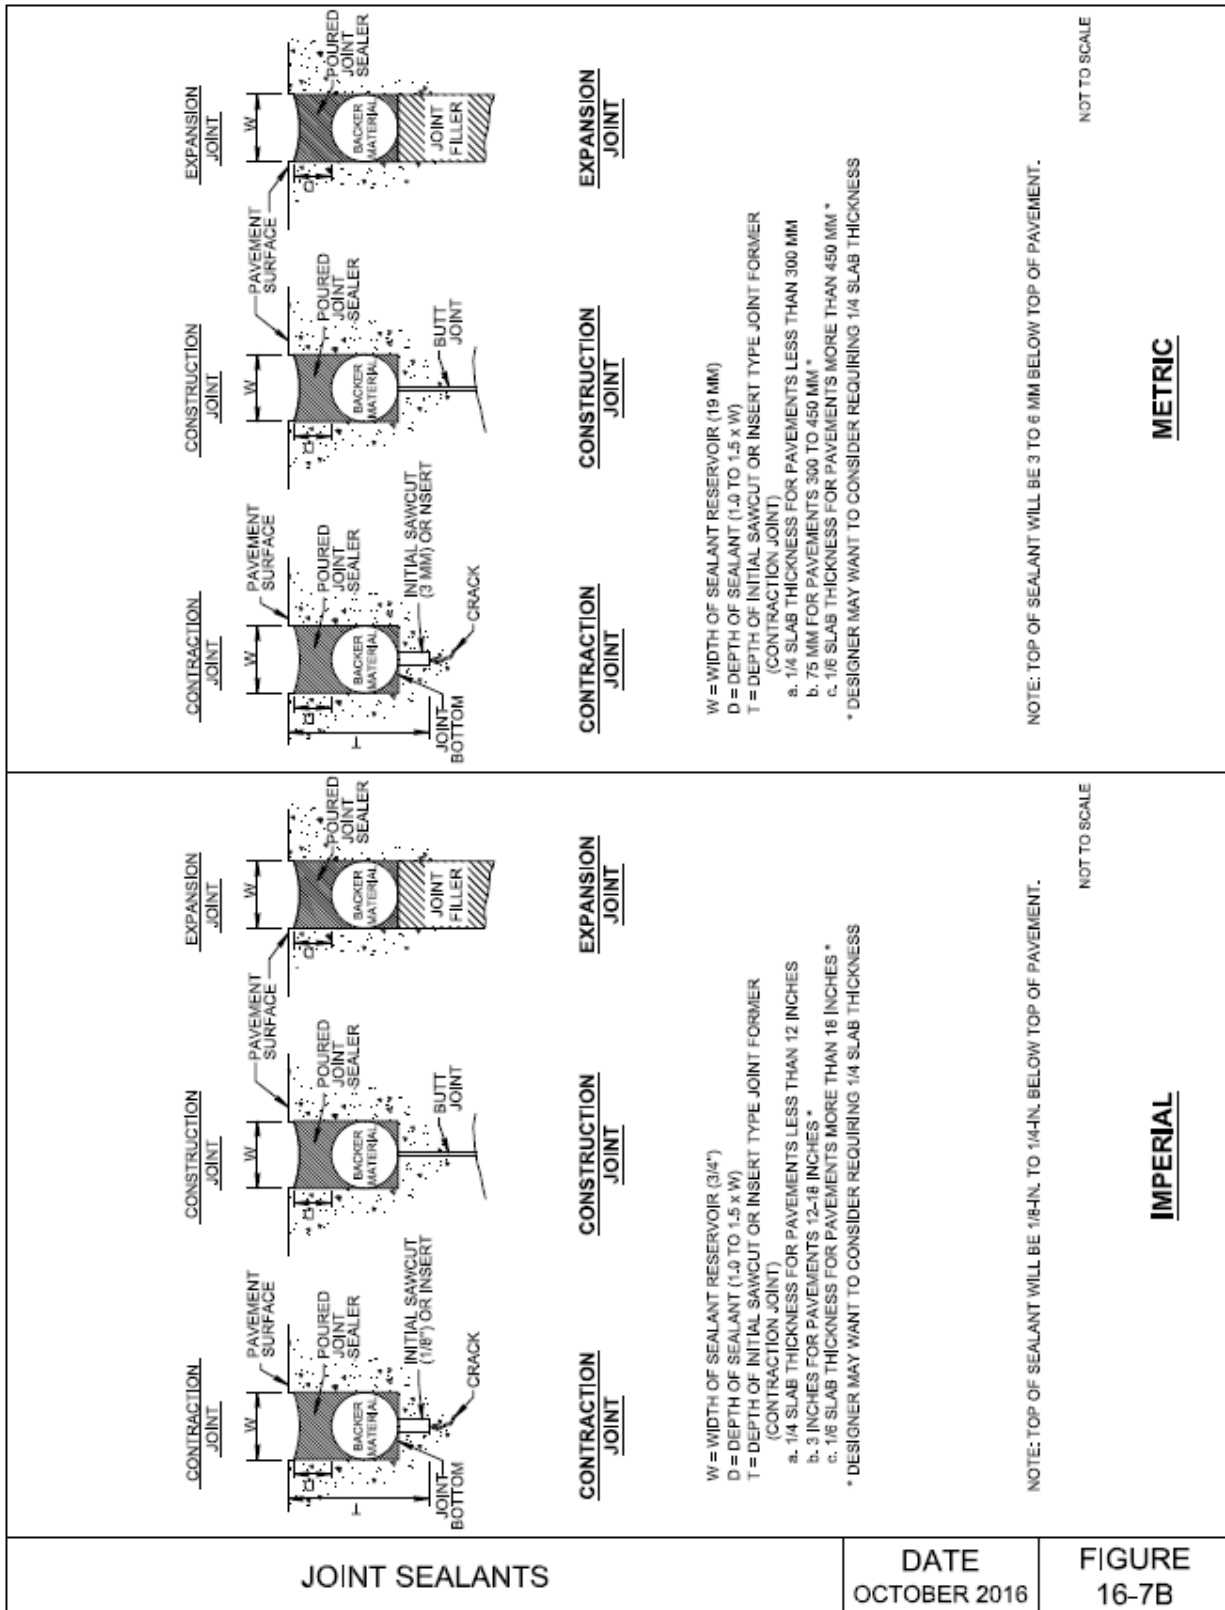 CONTRACTION
JOINT
CONSTRUCTION
JOINT
EXPANSION
JOINT
W
W
W
PAVEMENT
SURFACE
PAVEMENT
SURFACE
POURED
JOINT
SEALER
POURED
JOINT
SEALER
POURED
JOINT
SEALER
D
D
D
T
BACKER
MATERIAL
BACKER
MATERIAL
BACKER
MATERIAL
JOINT
BOTTOM
INITIAL SAWCUT
(1/8") OR INSERT
CRACK
BUTT
JOINT
JOINT
FILLER
CONTRACTION
JOINT
CONSTRUCTION
JOINT
EXPANSION
JOINT
W = WIDTH OF SEALANT RESERVOIR (3/4")
D = DEPTH OF SEALANT (1.0 TO 1.5 x W)
T = DEPTH OF INITIAL SAWCUT OR INSERT TYPE JOINT FORMER
(CONTRACTION JOINT)
a. 1/4 SLAB THICKNESS FOR PAVEMENTS LESS THAN 12 INCHES
b. 3 INCHES FOR PAVEMENTS 12-18 INCHES *
c. 1/6 SLAB THICKNESS FOR PAVEMENTS MORE THAN 18 INCHES *
* DESIGNER MAY WANT TO CONSIDER REQUIRING 1/4 SLAB THICKNESS
NOTE: TOP OF SEALANT WILL BE 1/8-IN. TO 1/4-IN. BELOW TOP OF PAVEMENT.
NOT TO SCALE
IMPERIAL
CONTRACTION
JOINT
CONSTRUCTION
JOINT
EXPANSION
JOINT
W
W
W
PAVEMENT
SURFACE
PAVEMENT
SURFACE
POURED
JOINT
SEALER
POURED
JOINT
SEALER
POURED
JOINT
SEALER
D
D
D
T
BACKER
MATERIAL
BACKER
MATERIAL
BACKER
MATERIAL
JOINT
BOTTOM
INITIAL SAWCUT
(3 MM) OR NSERT
CRACK
BUTT
JOINT
JOINT
FILLER
CONTRACTION
JOINT
CONSTRUCTION
JOINT
EXPANSION
JOINT
W = WIDTH OF SEALANT RESERVOIR (19 MM)
D = DEPTH OF SEALANT (1.0 TO 1.5 x W)
T = DEPTH OF INITIAL SAWCUT OR INSERT TYPE JOINT FORMER
(CONTRACTION JOINT)
a. 1/4 SLAB THICKNESS FOR PAVEMENTS LESS THAN 300 MM
b. 75 MM FOR PAVEMENTS 300 TO 450 MM *
c. 1/6 SLAB THICKNESS FOR PAVEMENTS MORE THAN 450 MM *
* DESIGNER MAY WANT TO CONSIDER REQUIRING 1/4 SLAB THICKNESS
NOTE: TOP OF SEALANT WILL BE 3 TO 6 MM BELOW TOP OF PAVEMENT.
NOT TO SCALE
METRIC
JOINT SEALANTS
DATE
OCTOBER 2016
FIGURE
16-7B